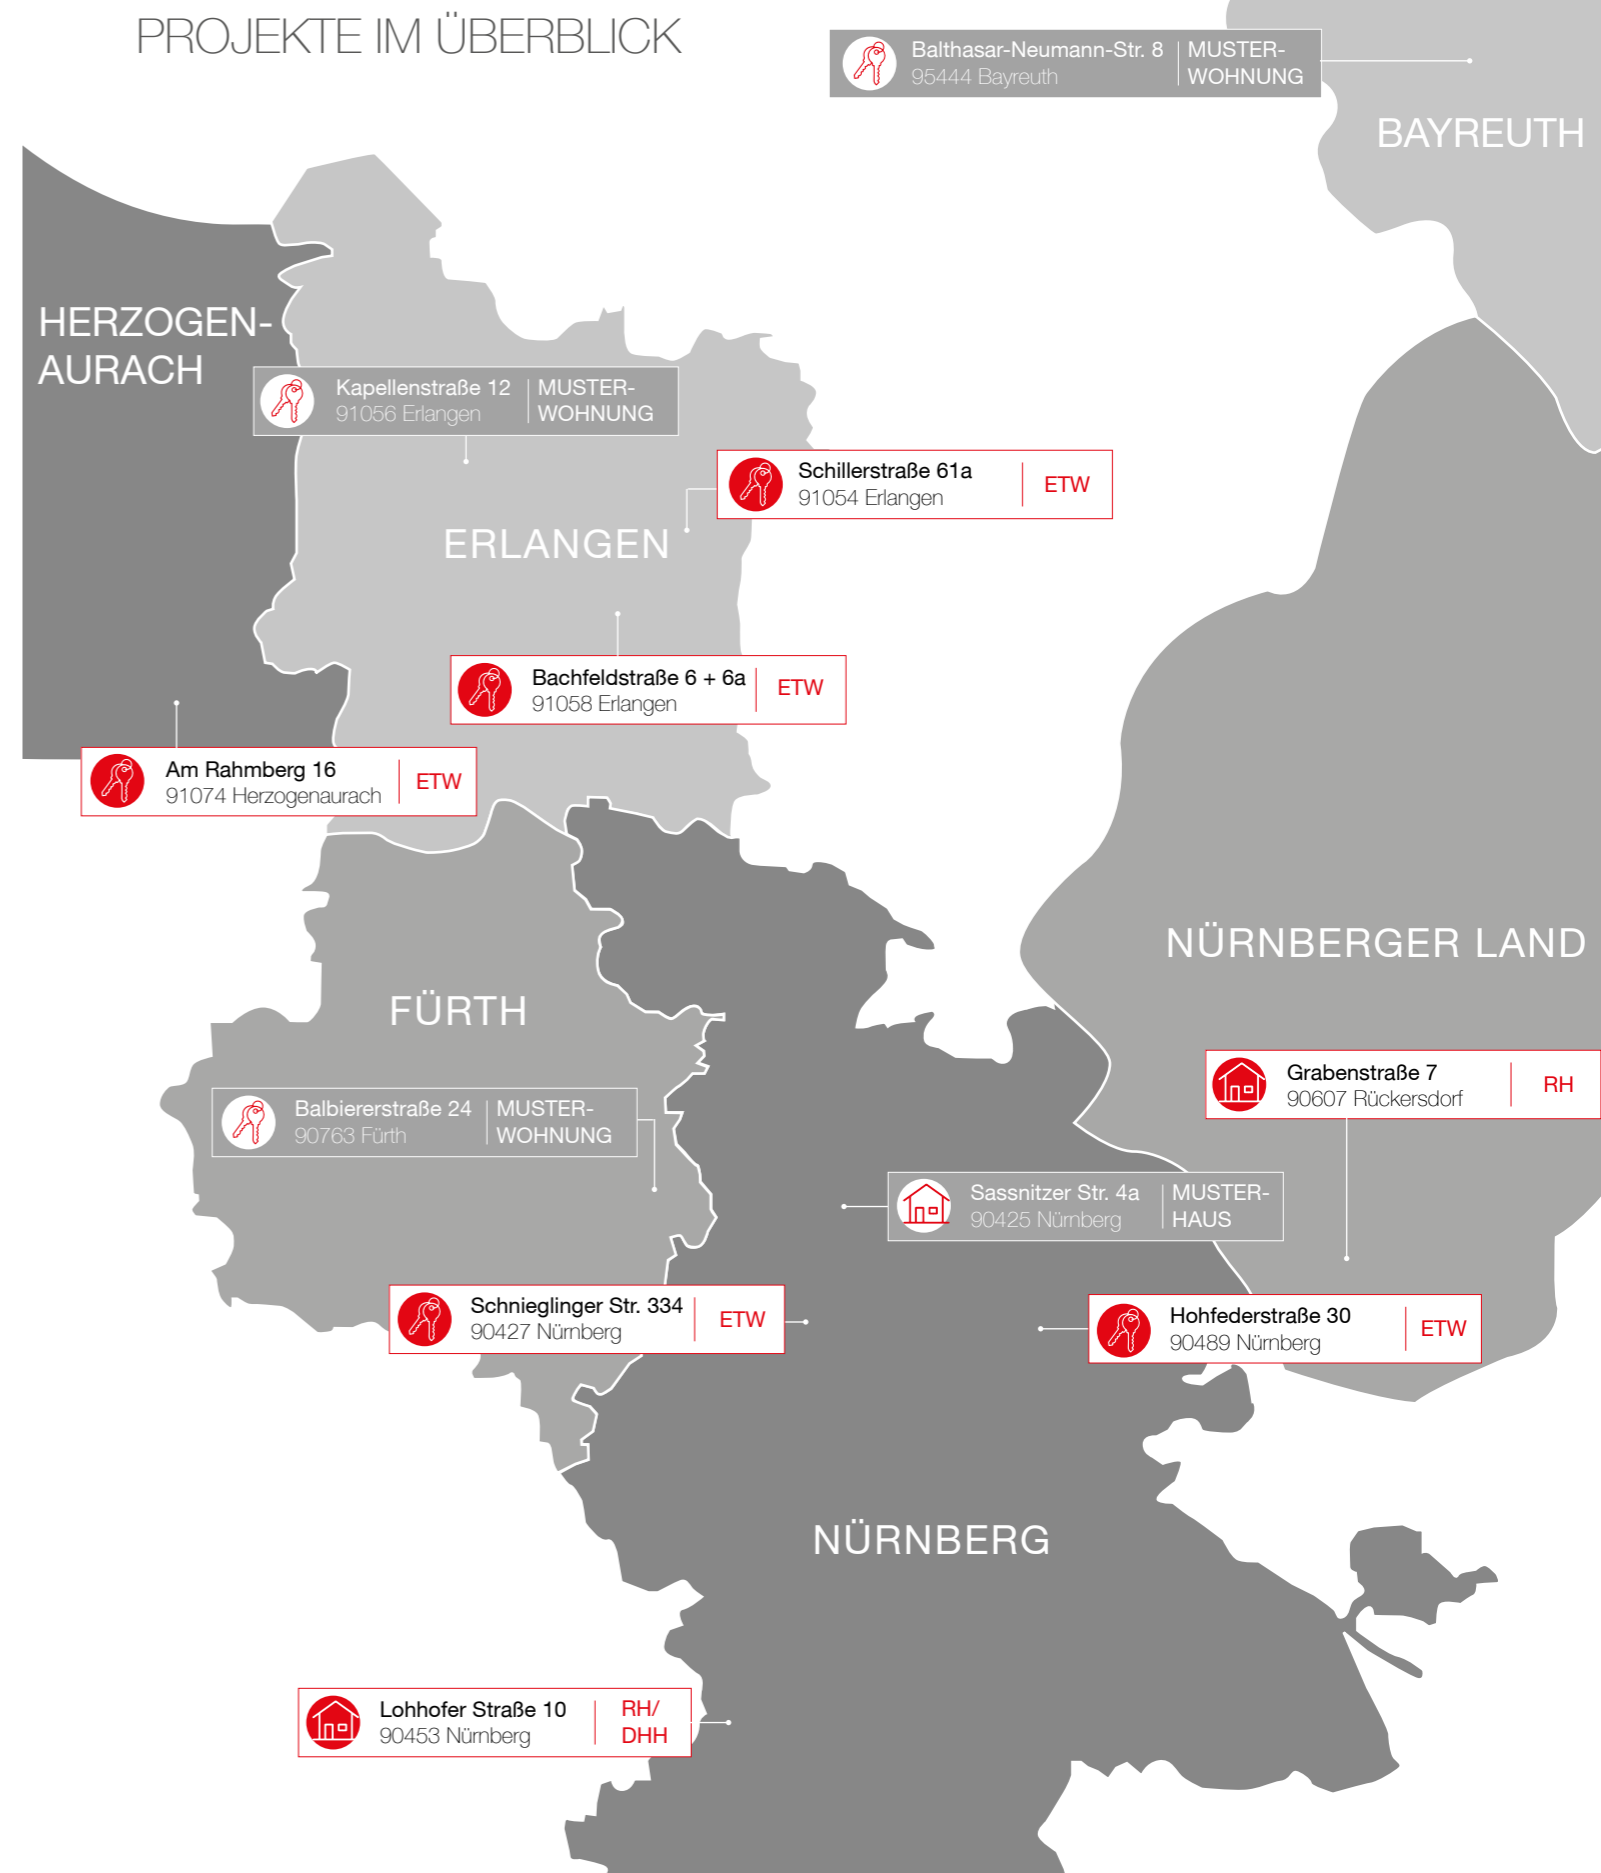 PROJEKTE IM ÜBERBLICK
Balthasar-Neumann-Str. 8
95444 Bayreuth
MUSTER-
WOHNUNG
BAYREUTH
HERZOGEN-
AURACH
Kapellenstraße 12
91056 Erlangen
MUSTER-
WOHNUNG
Schillerstraße 61a
91054 Erlangen
ETW
ERLANGEN
Bachfeldstraße 6 + 6a
91058 Erlangen
ETW
Am Rahmberg 16
91074 Herzogenaurach
ETW
NÜRNBERGER LAND
FÜRTH
Grabenstraße 7
90607 Rückersdorf
RH
Balbiererstraße 24
90763 Fürth
MUSTER-
WOHNUNG
Sassnitzer Str. 4a
90425 Nürnberg
MUSTER-
HAUS
Schnieglinger Str. 334
90427 Nürnberg
ETW
Hohfederstraße 30
90489 Nürnberg
ETW
NÜRNBERG
Lohhofer Straße 10
90453 Nürnberg
RH/
DHH